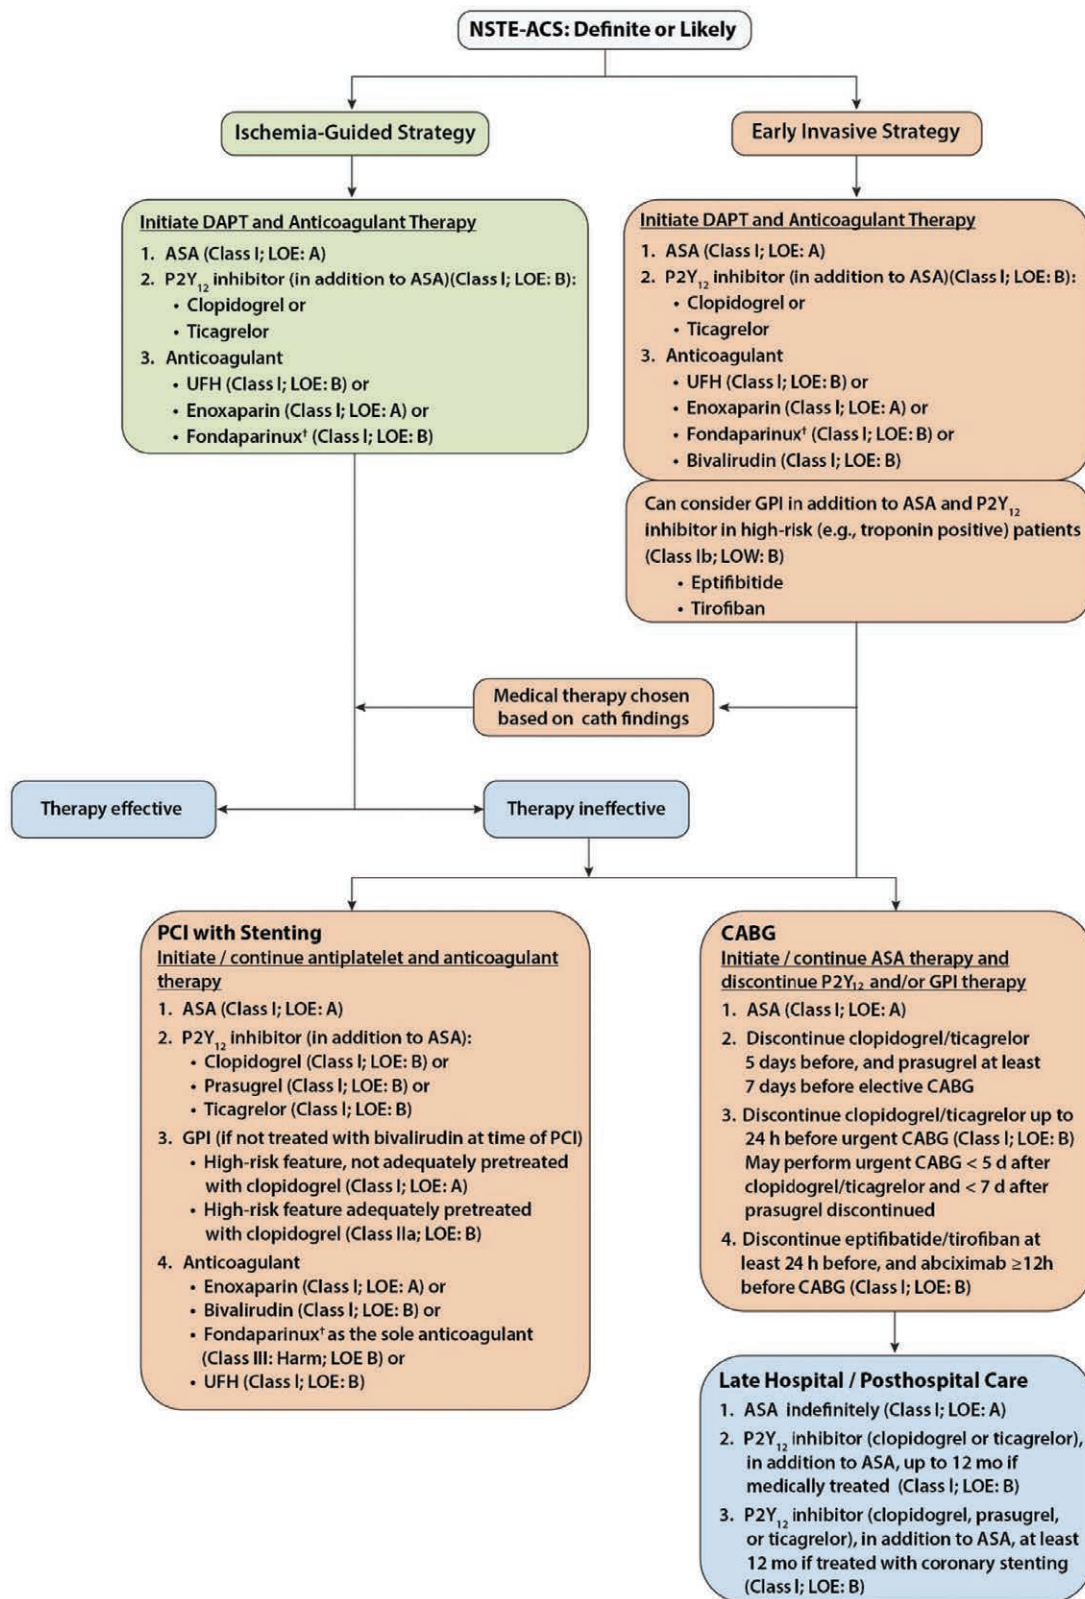 NSTE-ACS: Definite or Likely
Ischemia-Guided Strategy
Early Invasive Strategy
Initiate DAPT and Anticoagulant Therapy
1. ASA (Class I; LOE: A)
2. P2Y₁₂ inhibitor (in addition to ASA)(Class I; LOE: B):
• Clopidogrel or
• Ticagrelor
3. Anticoagulant
• UFH (Class I; LOE: B) or
• Enoxaparin (Class I; LOE: A) or
• Fondaparinux† (Class I; LOE: B)
Initiate DAPT and Anticoagulant Therapy
1. ASA (Class I; LOE: A)
2. P2Y₁₂ inhibitor (in addition to ASA)(Class I; LOE: B):
• Clopidogrel or
• Ticagrelor
3. Anticoagulant
• UFH (Class I; LOE: B) or
• Enoxaparin (Class I; LOE: A) or
• Fondaparinux† (Class I; LOE: B) or
• Bivalirudin (Class I; LOE: B)
Can consider GPI in addition to ASA and P2Y₁₂
inhibitor in high-risk (e.g., troponin positive) patients
(Class Ib; LOW: B)
• Eptifibitide
• Tirofiban
Medical therapy chosen
based on cath findings
Therapy effective
Therapy ineffective
PCI with Stenting
Initiate / continue antiplatelet and anticoagulant
therapy
1. ASA (Class I; LOE: A)
2. P2Y₁₂ inhibitor (in addition to ASA):
• Clopidogrel (Class I; LOE: B) or
• Prasugrel (Class I; LOE: B) or
• Ticagrelor (Class I; LOE: B)
3. GPI (if not treated with bivalirudin at time of PCI)
• High-risk feature, not adequately pretreated
with clopidogrel (Class I; LOE: A)
• High-risk feature adequately pretreated
with clopidogrel (Class IIa; LOE: B)
4. Anticoagulant
• Enoxaparin (Class I; LOE: A) or
• Bivalirudin (Class I; LOE: B) or
• Fondaparinux† as the sole anticoagulant
(Class III: Harm; LOE B) or
• UFH (Class I; LOE: B)
CABG
Initiate / continue ASA therapy and
discontinue P2Y₁₂ and/or GPI therapy
1. ASA (Class I; LOE: A)
2. Discontinue clopidogrel/ticagrelor
5 days before, and prasugrel at least
7 days before elective CABG
3. Discontinue clopidogrel/ticagrelor up to
24 h before urgent CABG (Class I; LOE: B)
May perform urgent CABG < 5 d after
clopidogrel/ticagrelor and < 7 d after
prasugrel discontinued
4. Discontinue eptifibatide/tirofiban at
least 24 h before, and abciximab ≥12h
before CABG (Class I; LOE: B)
Late Hospital / Posthospital Care
1. ASA indefinitely (Class I; LOE: A)
2. P2Y₁₂ inhibitor (clopidogrel or ticagrelor),
in addition to ASA, up to 12 mo if
medically treated (Class I; LOE: B)
3. P2Y₁₂ inhibitor (clopidogrel, prasugrel,
or ticagrelor), in addition to ASA, at least
12 mo if treated with coronary stenting
(Class I; LOE: B)